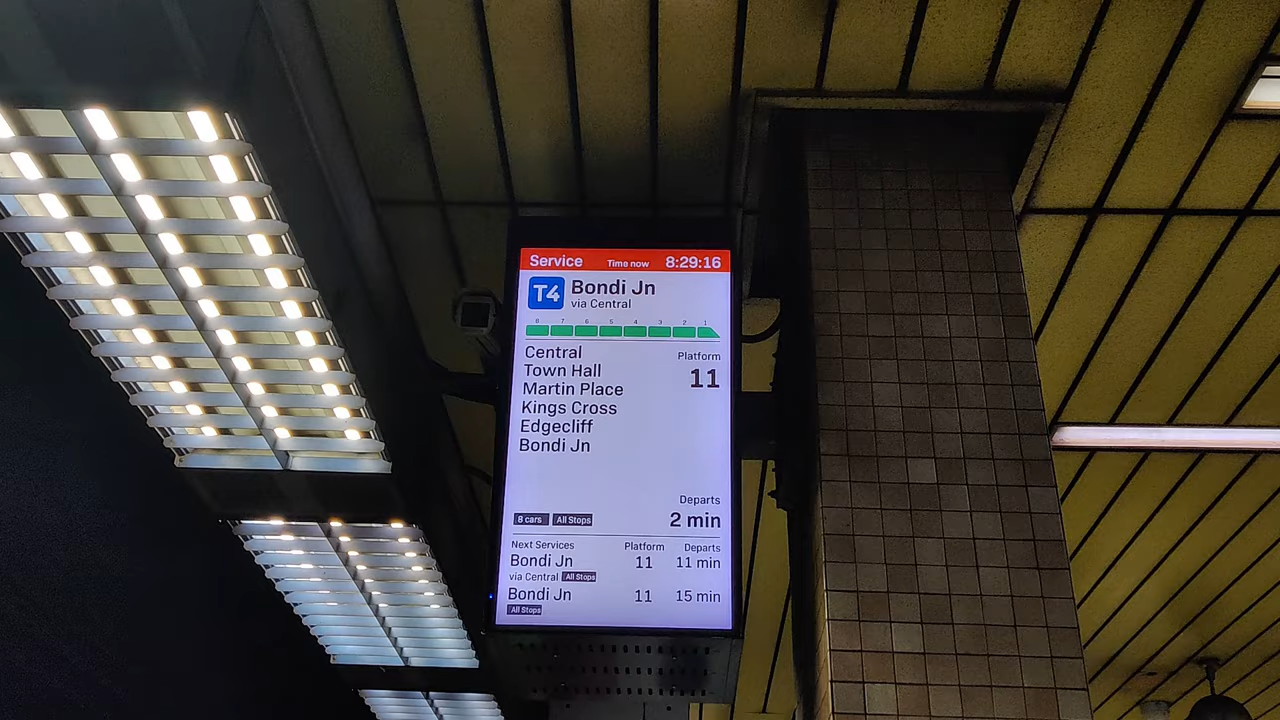 Service Time now 8:29:16
T4 Bondi Jn
via Central
8 7 6 5 4 3 2 1
Central Platform
Town Hall 11
Martin Place
Kings Cross
Edgecliff
Bondi Jn
Departs
8 cars All Stops 2 min
Next Services Platform Departs
Bondi Jn 11 11 min
via Central All Stops
Bondi Jn 11 15 min
All Stops